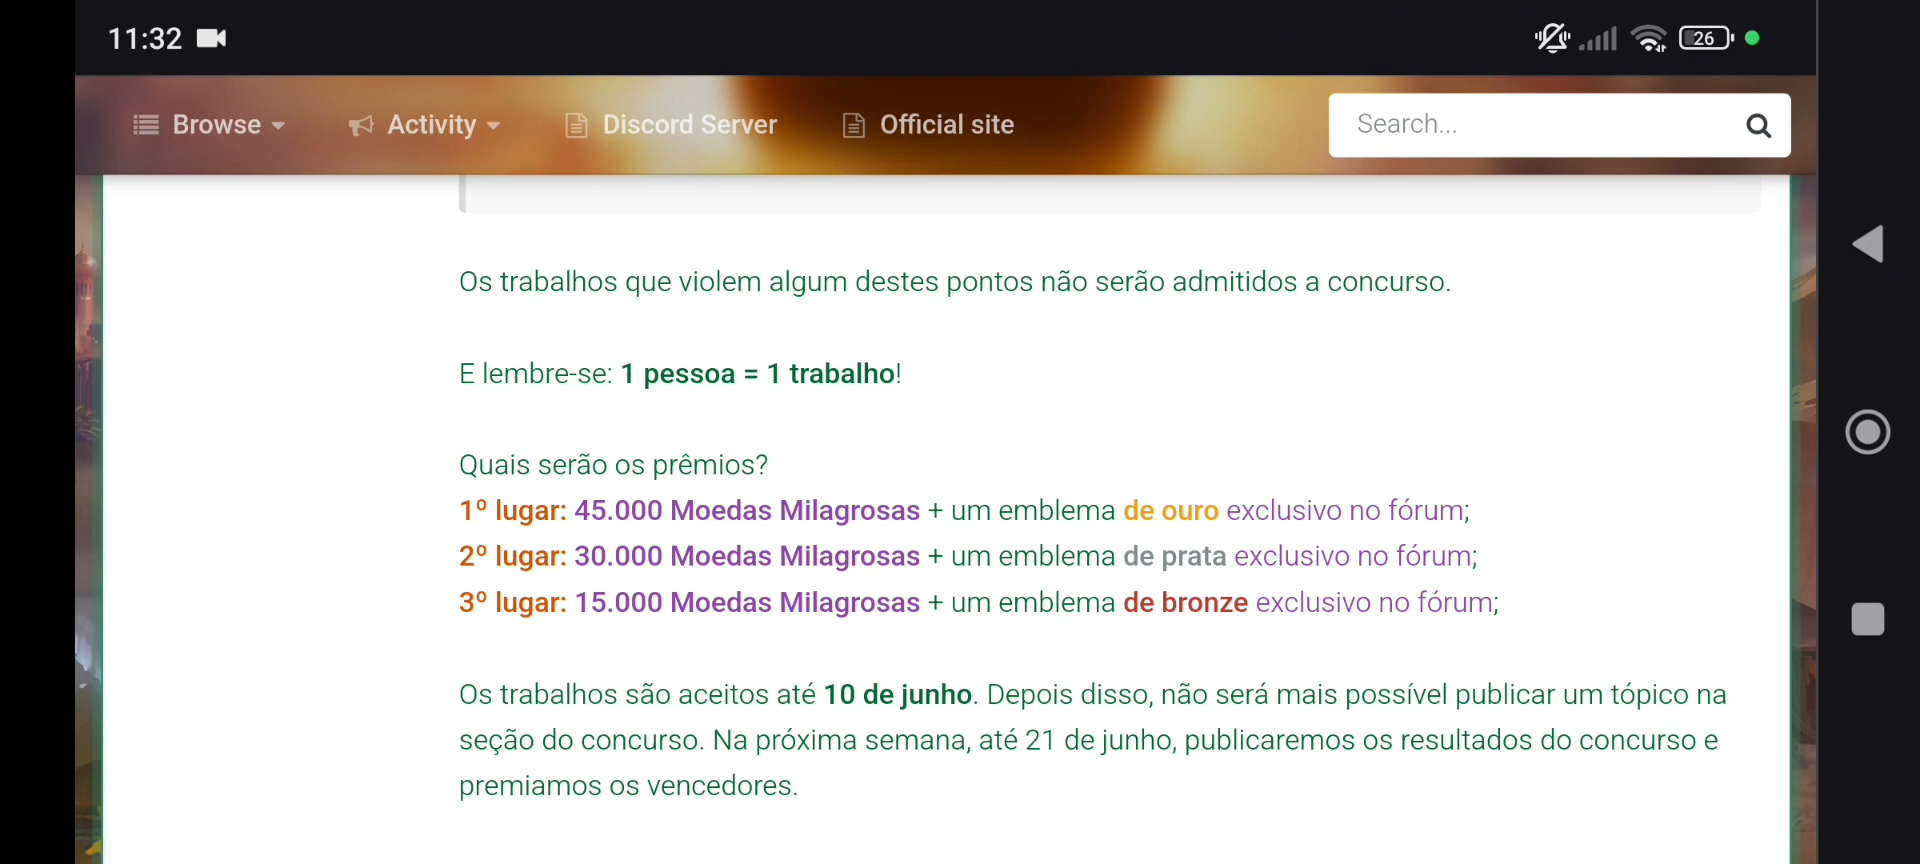 11:32
26
Browse
Activity
Discord Server
Official site
Search...
Os trabalhos que violem algum destes pontos não serão admitidos a concurso.
E lembre-se: 1 pessoa = 1 trabalho!
Quais serão os prêmios?
1º lugar: 45.000 Moedas Milagrosas + um emblema de ouro exclusivo no fórum;
2º lugar: 30.000 Moedas Milagrosas + um emblema de prata exclusivo no fórum;
3º lugar: 15.000 Moedas Milagrosas + um emblema de bronze exclusivo no fórum;
Os trabalhos são aceitos até 10 de junho. Depois disso, não será mais possível publicar um tópico na
seção do concurso. Na próxima semana, até 21 de junho, publicaremos os resultados do concurso e
premiamos os vencedores.